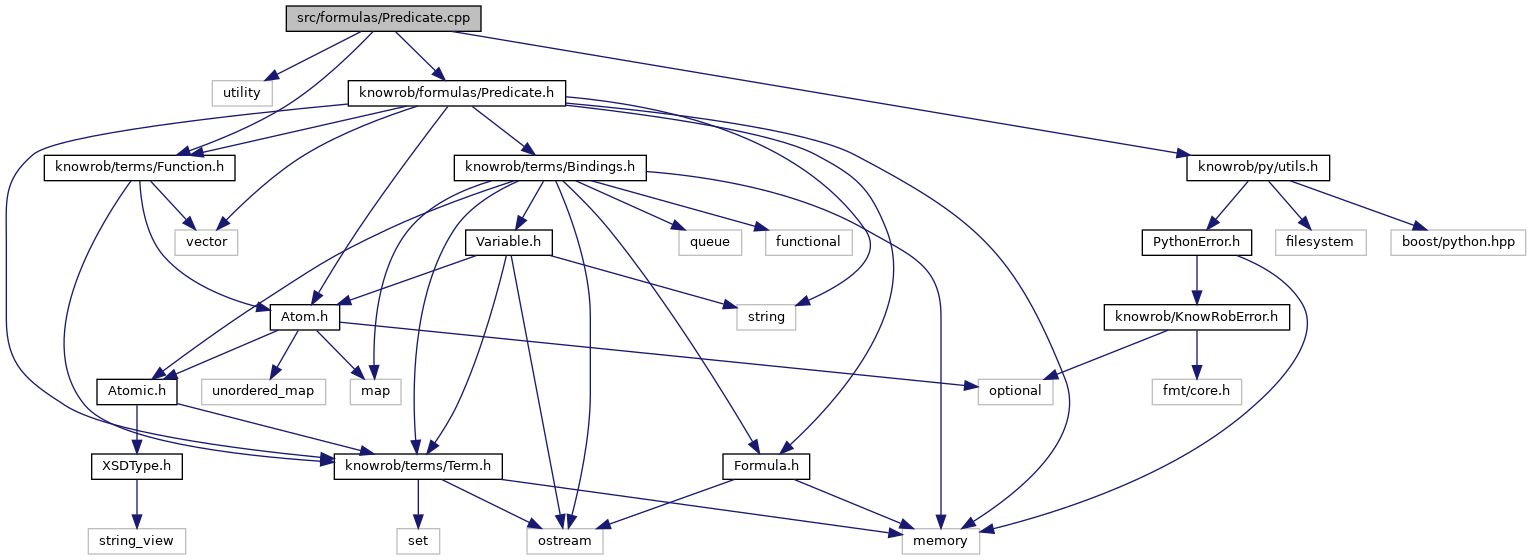 src/formulas/Predicate.cpp
utility
knowrob/formulas/Predicate.h
knowrob/terms/Function.h
knowrob/terms/Bindings.h
knowrob/py/utils.h
vector
Variable.h
queue
functional
PythonError.h
filesystem
boost/python.hpp
Atom.h
string
knowrob/KnowRobError.h
Atomic.h
unordered_map
map
optional
fmt/core.h
XSDType.h
knowrob/terms/Term.h
Formula.h
string_view
set
ostream
memory